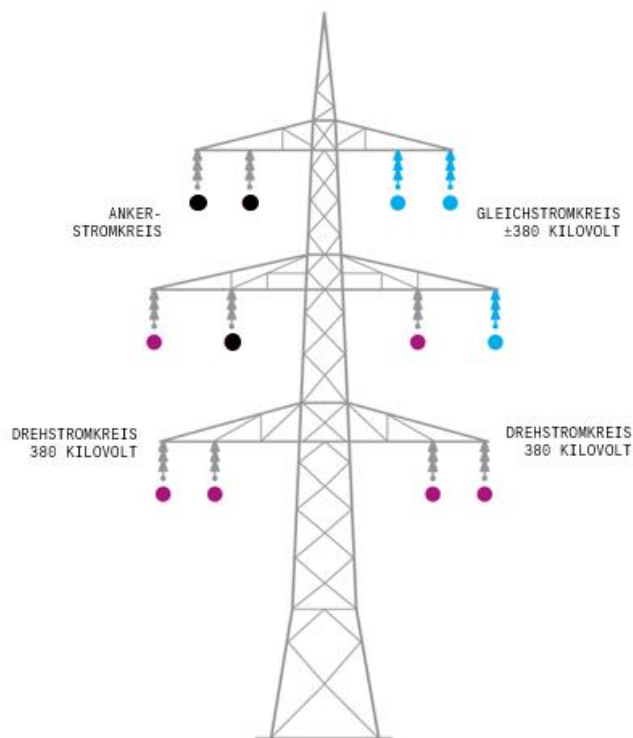 ANKER-
STROMKREIS
GLEICHSTROMKREIS
±380 KILOVOLT
DREHSTROMKREIS
380 KILOVOLT
DREHSTROMKREIS
380 KILOVOLT